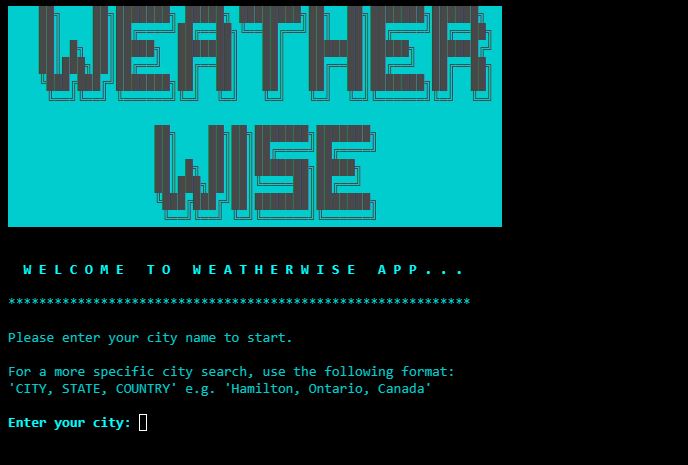 WEATHER
WISE
W E L C O M E   T O   W E A T H E R W I S E   A P P . . .
************************************************************
Please enter your city name to start.
For a more specific city search, use the following format:
'CITY, STATE, COUNTRY' e.g. 'Hamilton, Ontario, Canada'
Enter your city: